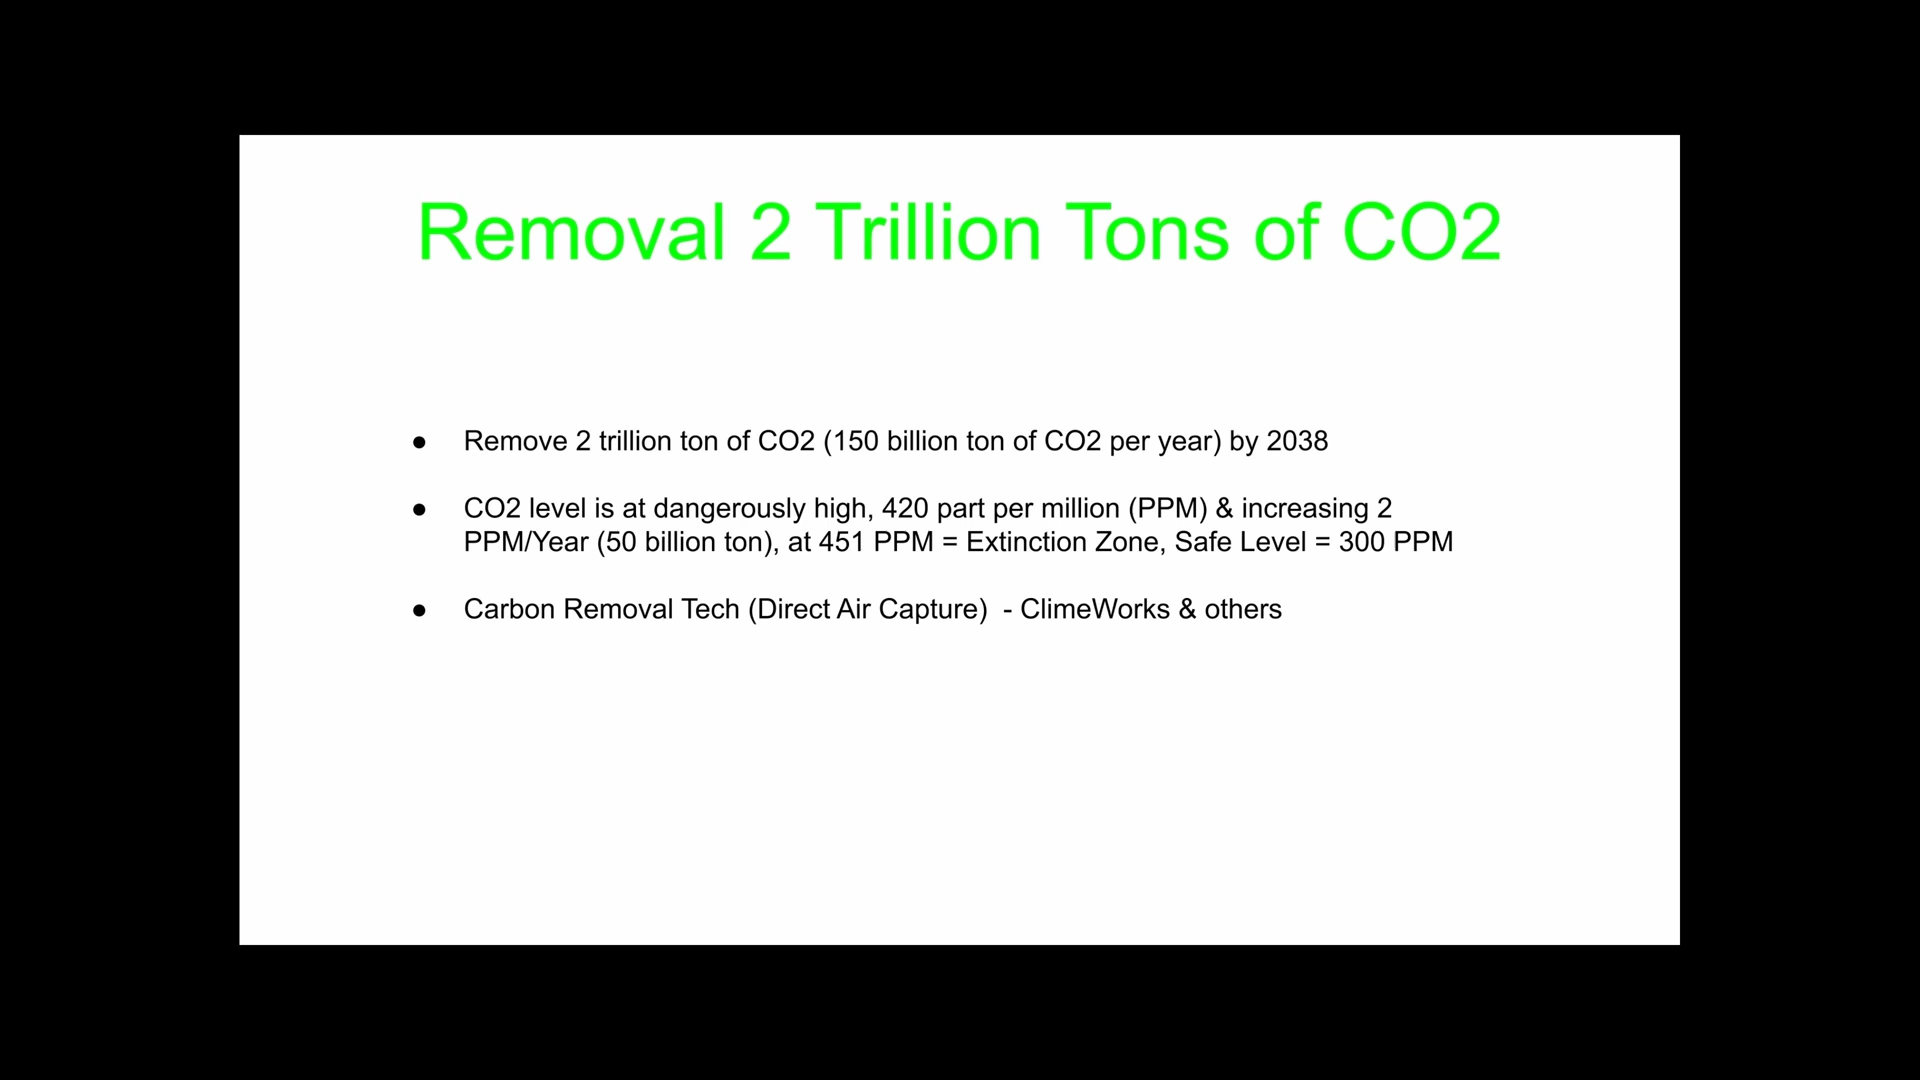 Removal 2 Trillion Tons of CO2
● Remove 2 trillion ton of CO2 (150 billion ton of CO2 per year) by 2038
● CO2 level is at dangerously high, 420 part per million (PPM) & increasing 2
PPM/Year (50 billion ton), at 451 PPM = Extinction Zone, Safe Level = 300 PPM
● Carbon Removal Tech (Direct Air Capture)  - ClimeWorks & others